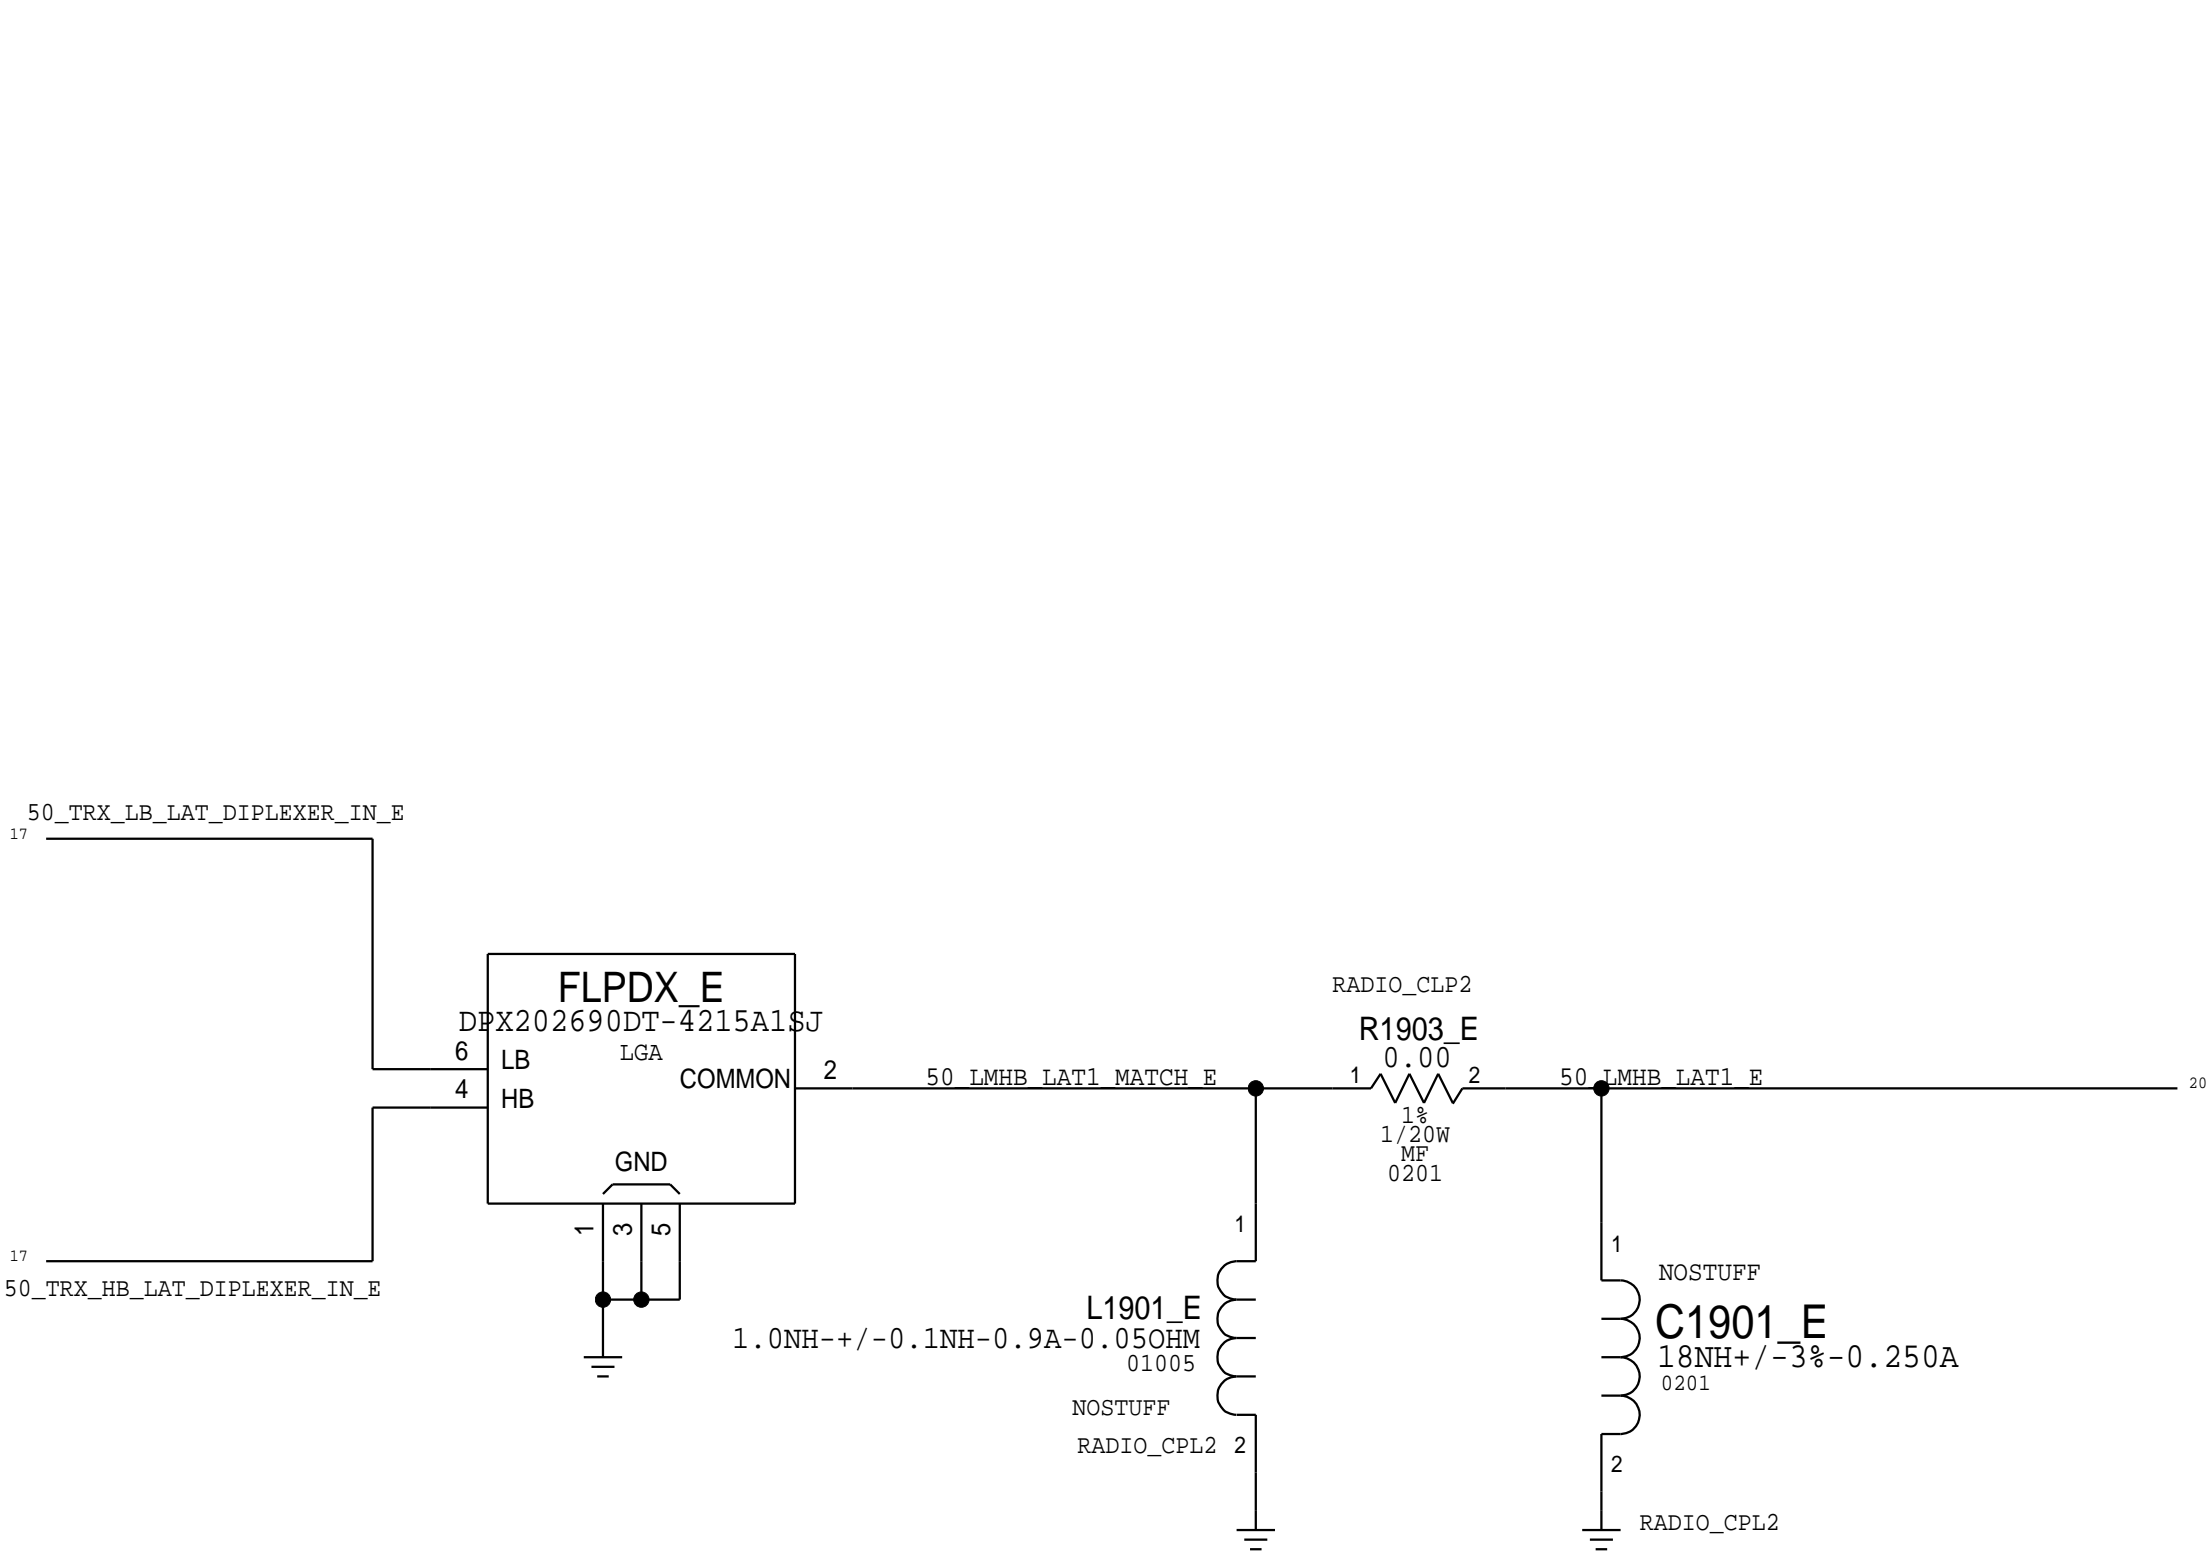 50_TRX_LB_LAT_DIPLEXER_IN_E
17
FLPDX_E
DPX202690DT-4215A1SJ
LGA
6 LB
4 HB
COMMON 2
GND
1 3 5
17
50_TRX_HB_LAT_DIPLEXER_IN_E
50_LMHB_LAT1_MATCH_E
RADIO_CLP2
R1903_E
0.00
1 2
1%
1/20W
MF
0201
50_LMHB_LAT1_E
20
1
L1901_E
1.0NH-+/-0.1NH-0.9A-0.05OHM
01005
NOSTUFF
RADIO_CPL2 2
1
NOSTUFF
C1901_E
18NH+/-3%-0.250A
0201
2
RADIO_CPL2